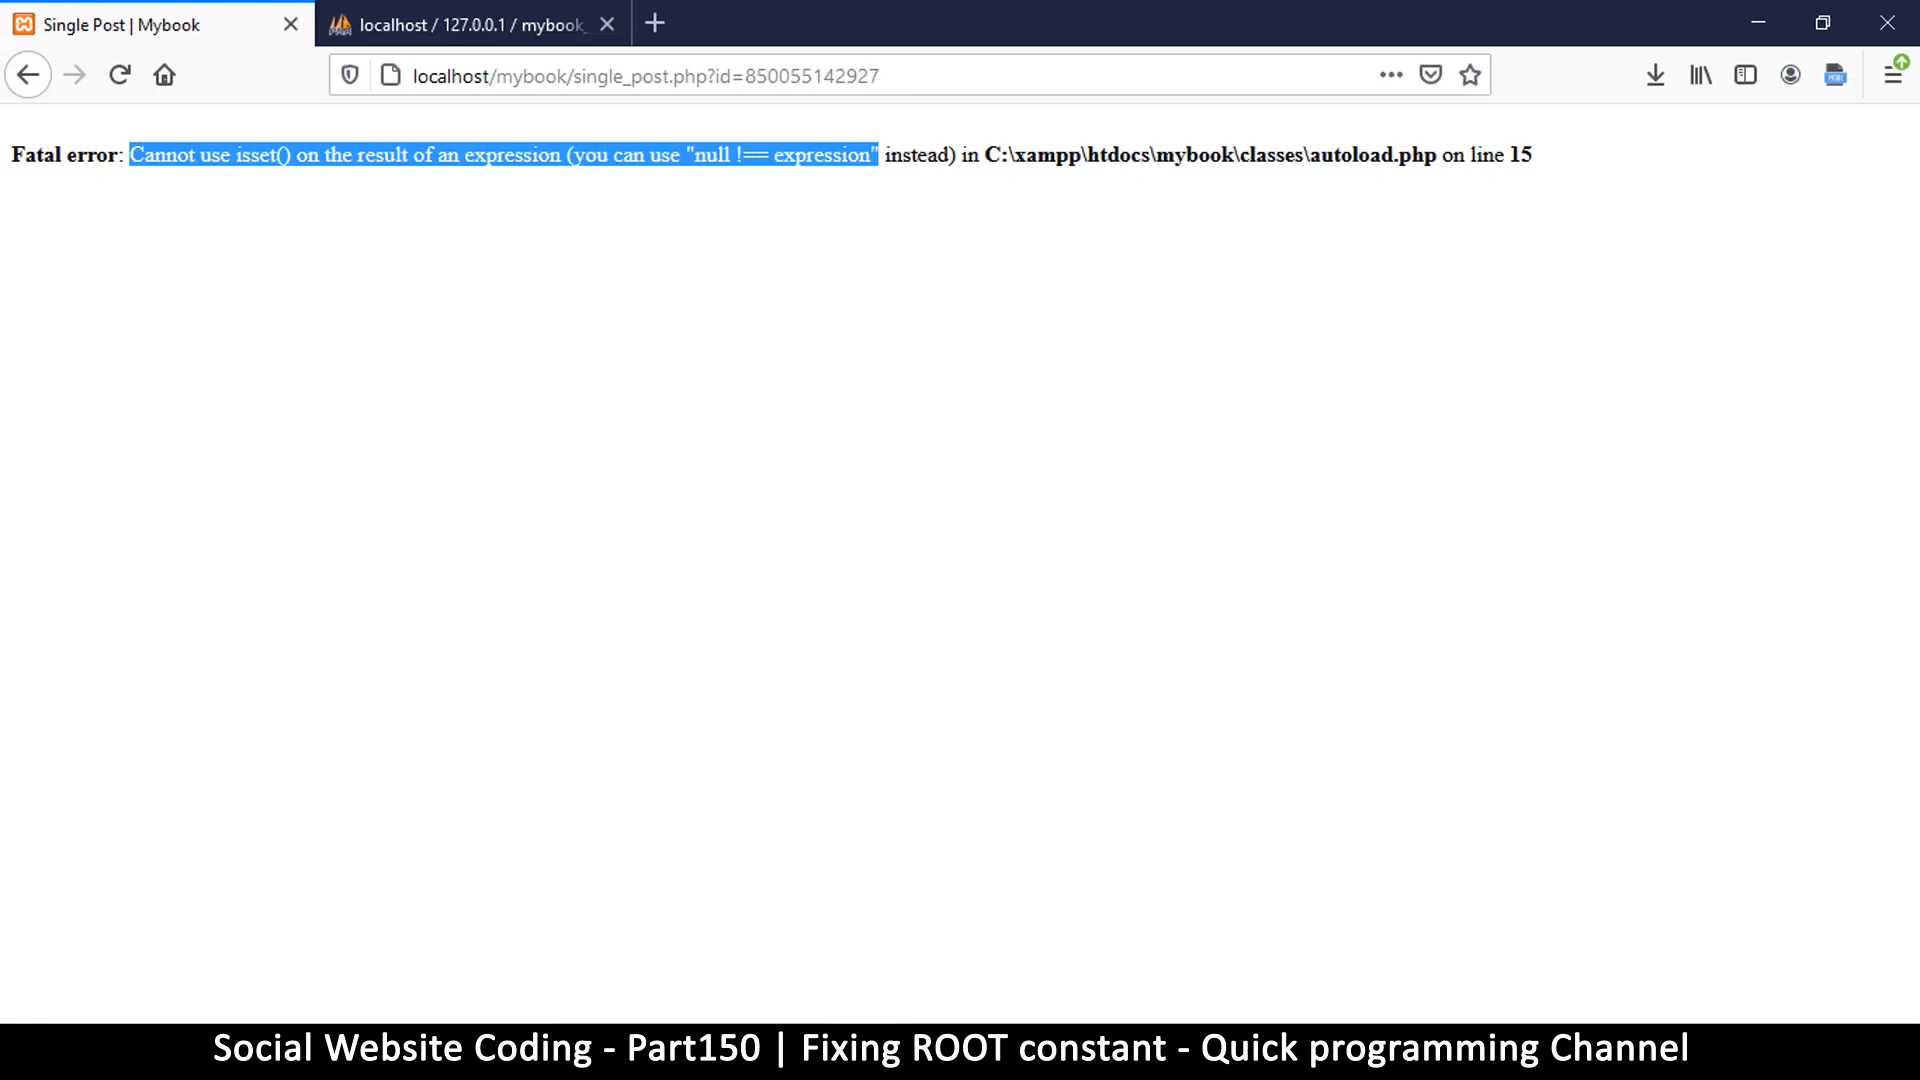 Single Post | Mybook
localhost / 127.0.0.1 / mybook_
localhost/mybook/single_post.php?id=850055142927
Fatal error: Cannot use isset() on the result of an expression (you can use "null !== expression" instead) in C:\xampp\htdocs\mybook\classes\autoload.php on line 15
Social Website Coding - Part150 | Fixing ROOT constant - Quick programming Channel